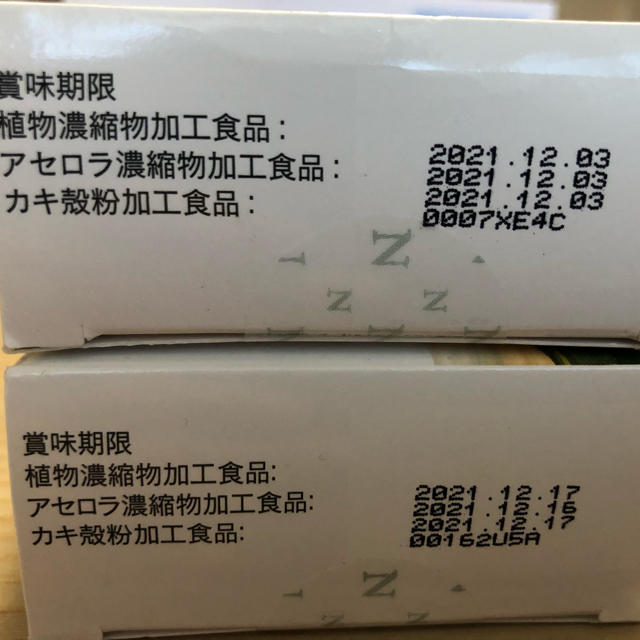 賞味期限
植物濃縮物加工食品:
アセロラ濃縮物加工食品:
カキ殻粉加工食品:
2021.12.03
2021.12.03
2021.12.03
0007XE4C
N
N
N
賞味期限
植物濃縮物加工食品:
アセロラ濃縮物加工食品:
カキ殻粉加工食品:
2021.12.17
2021.12.16
2021.12.17
00162U5A
N